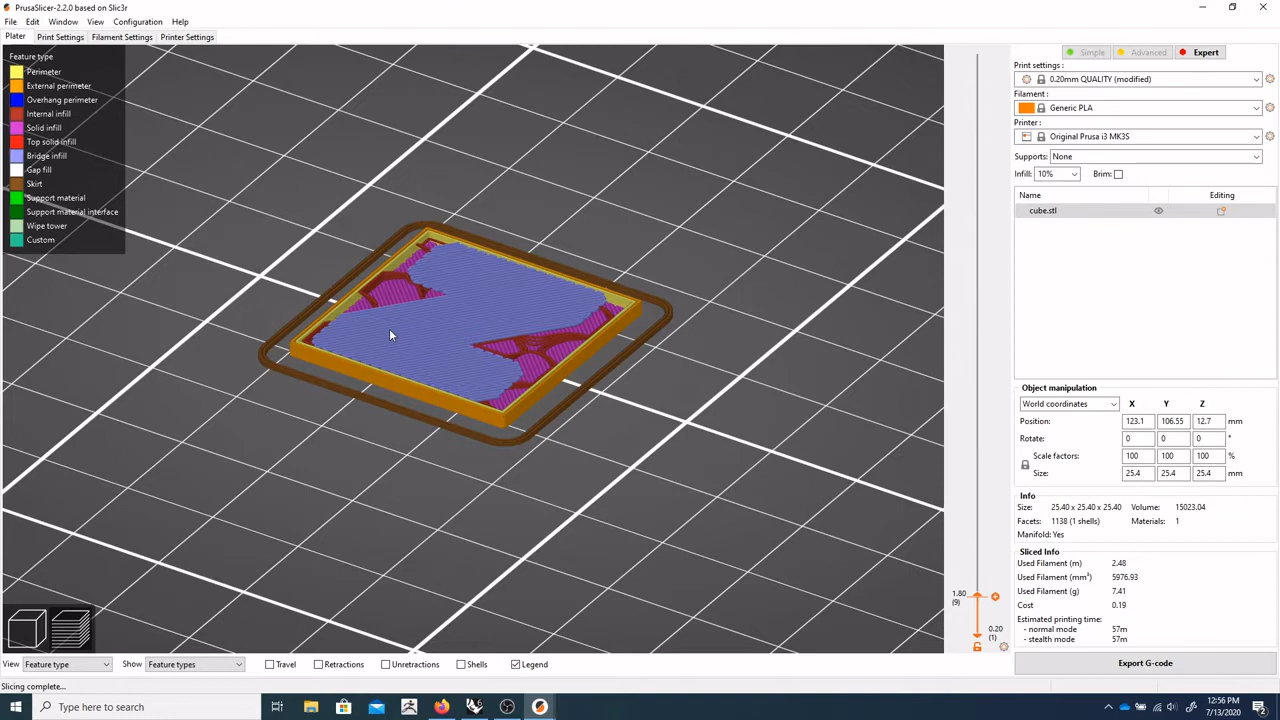 PrusaSlicer-2.2.0 based on Slic3r
File Edit Window View Configuration Help
Plater Print Settings Filament Settings Printer Settings
Feature type
Perimeter
External perimeter
Overhang perimeter
Internal infill
Solid infill
Top solid infill
Bridge infill
Gap fill
Skirt
Support material
Support material interface
Wipe tower
Custom
Simple Advanced Expert
Print settings :
0.20mm QUALITY (modified)
Filament :
Generic PLA
Printer :
Original Prusa i3 MK3S
Supports: None
Infill: 10% Brim:
Name Editing
cube.stl
Object manipulation
World coordinates X Y Z
Position: 123.1 106.55 12.7 mm
Rotate: 0 0 0 °
Scale factors: 100 100 100 %
Size: 25.4 25.4 25.4 mm
Info
Size: 25.40 x 25.40 x 25.40 Volume: 15023.04
Facets: 1138 (1 shells) Materials: 1
Manifold: Yes
Sliced Info
Used Filament (m) 2.48
Used Filament (mm³) 5976.93
Used Filament (g) 7.41
Cost 0.19
Estimated printing time:
- normal mode 57m
- stealth mode 57m
1.80
(9)
0.20
(1)
View Feature type Show Feature types Travel Retractions Unretractions Shells Legend
Export G-code
Slicing complete...
Type here to search
12:56 PM
7/13/2020
2